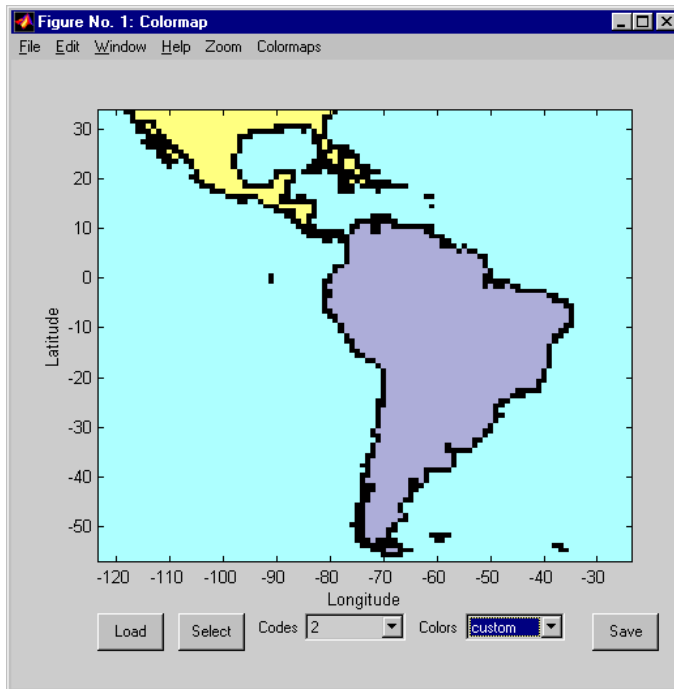 Figure No. 1: Colormap
File Edit Window Help Zoom Colormaps
30
20
10
0
-10
-20
-30
-40
-50
Latitude
-120 -110 -100 -90 -80 -70 -60 -50 -40 -30
Longitude
Load Select Codes 2 Colors custom Save